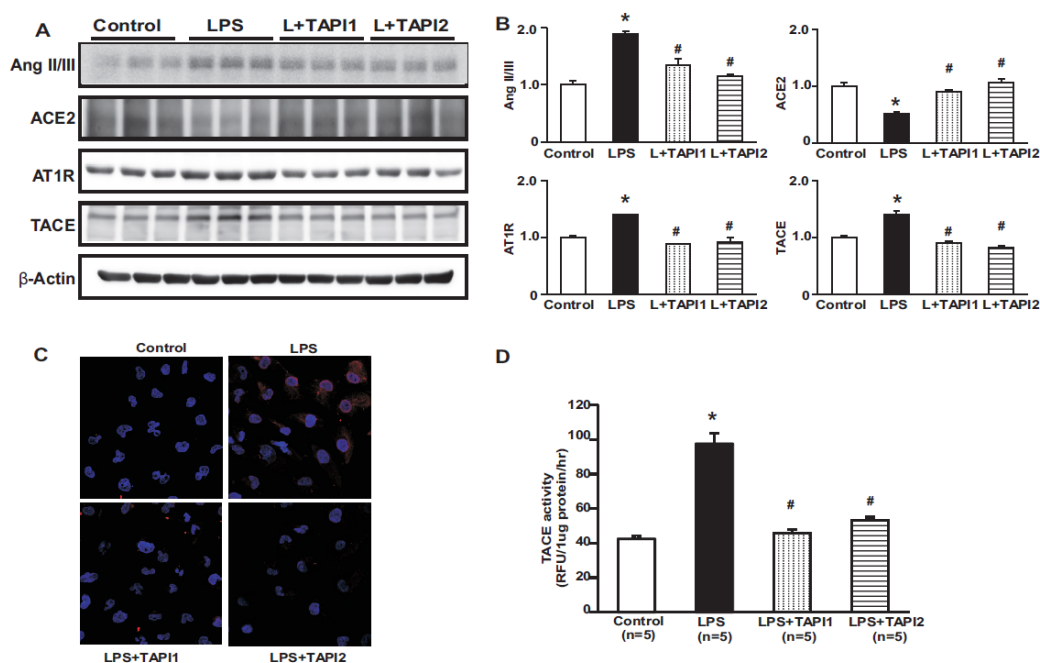 A
Control LPS L+TAPI1 L+TAPI2
Ang II/III
ACE2
AT1R
TACE
β-Actin
B
Ang II/III
2.0
*
#
#
1.0
0
Control LPS L+TAPI1 L+TAPI2
ACE2
2.0
1.0
*
#
#
.0
Control LPS L+TAPI1 L+TAPI2
AT1R
2.0
*
#
#
1.0
0
Control LPS L+TAPI1 L+TAPI2
TACE
2.0
*
#
#
1.0
0
Control LPS L+TAPI1 L+TAPI2
C
Control LPS
LPS+TAPI1 LPS+TAPI2
D
TACE activity
(RFU/1ug protein/hr)
120
100
80
60
40
20
0
*
#
#
Control LPS LPS+TAPI1 LPS+TAPI2
(n=5) (n=5) (n=5) (n=5)